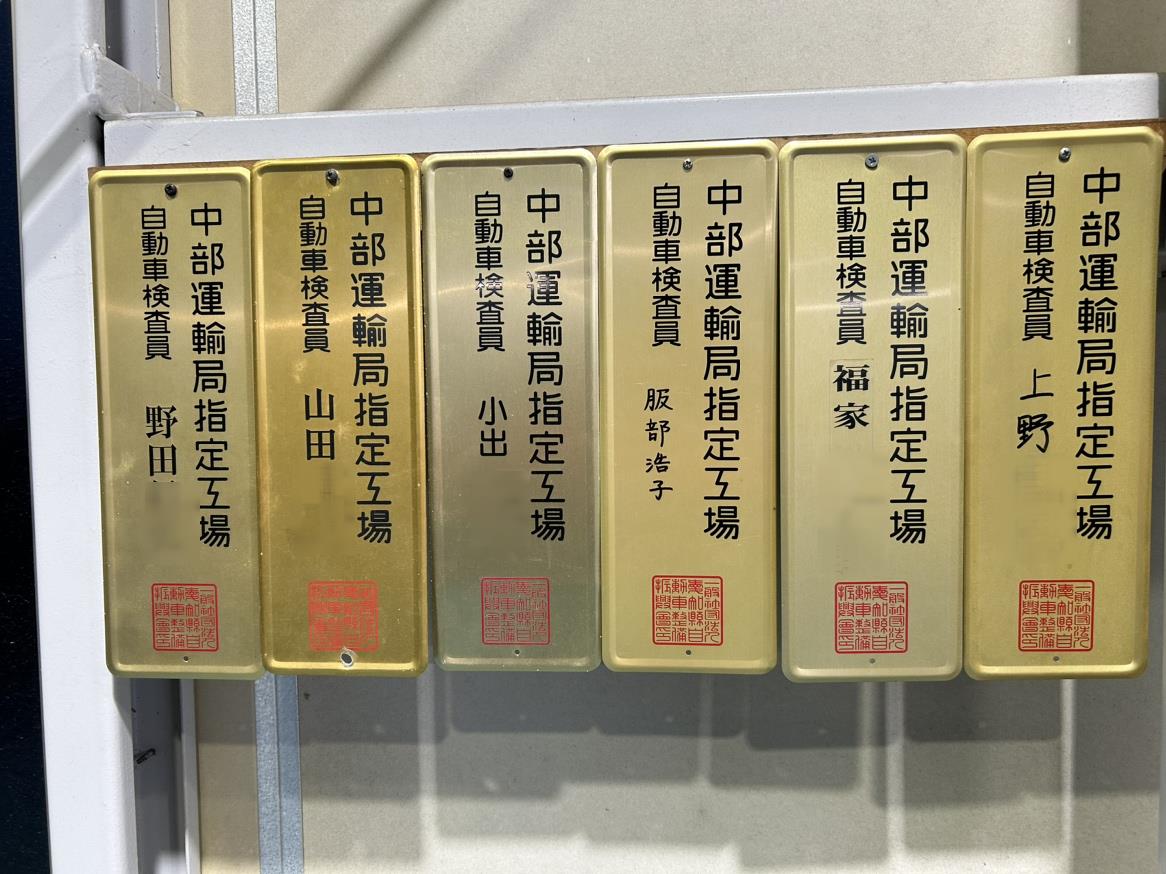 中部運輸局指定工場
自動車検査員 上野
中部運輸局指定工場
自動車検査員 福家
中部運輸局指定工場
自動車検査員 服部浩子
中部運輸局指定工場
自動車検査員 小出
中部運輸局指定工場
自動車検査員 山田
中部運輸局指定工場
自動車検査員 野田